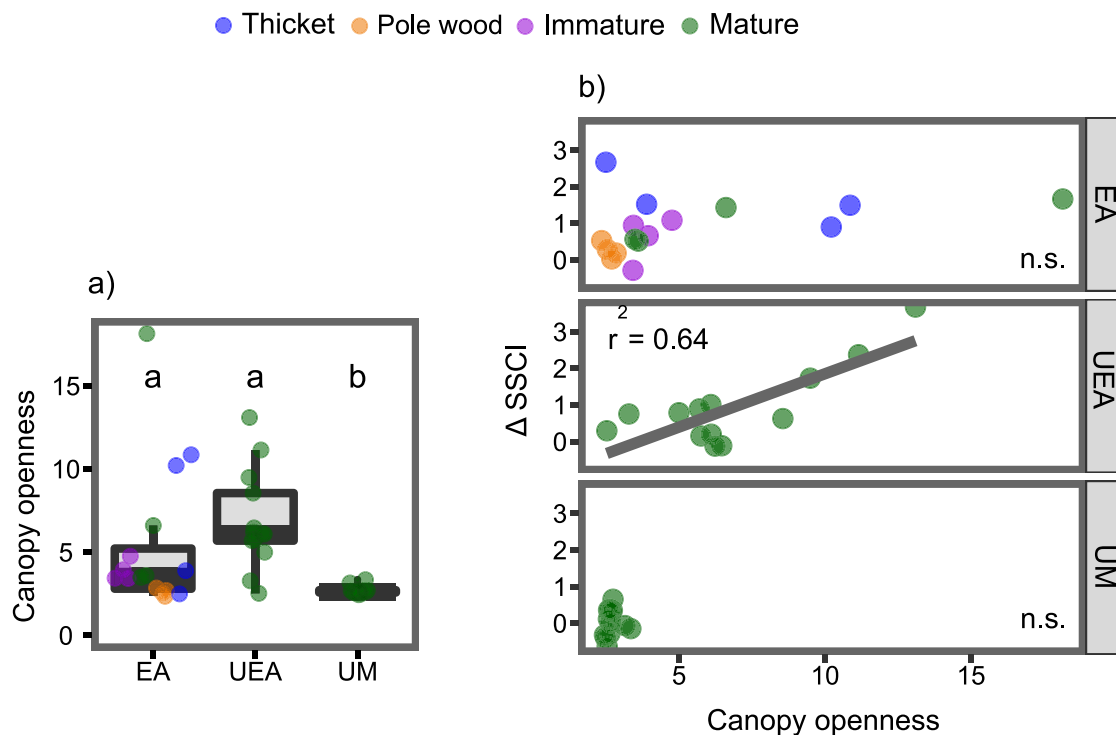 Thicket Pole wood Immature Mature
a)
Canopy openness
15
10
5
0
a a b
EA UEA UM
b)
Δ SSCI
3
2
1
0
n.s.
EA
3
2
1
0
r² = 0.64
UEA
3
2
1
0
n.s.
UM
5 10 15
Canopy openness